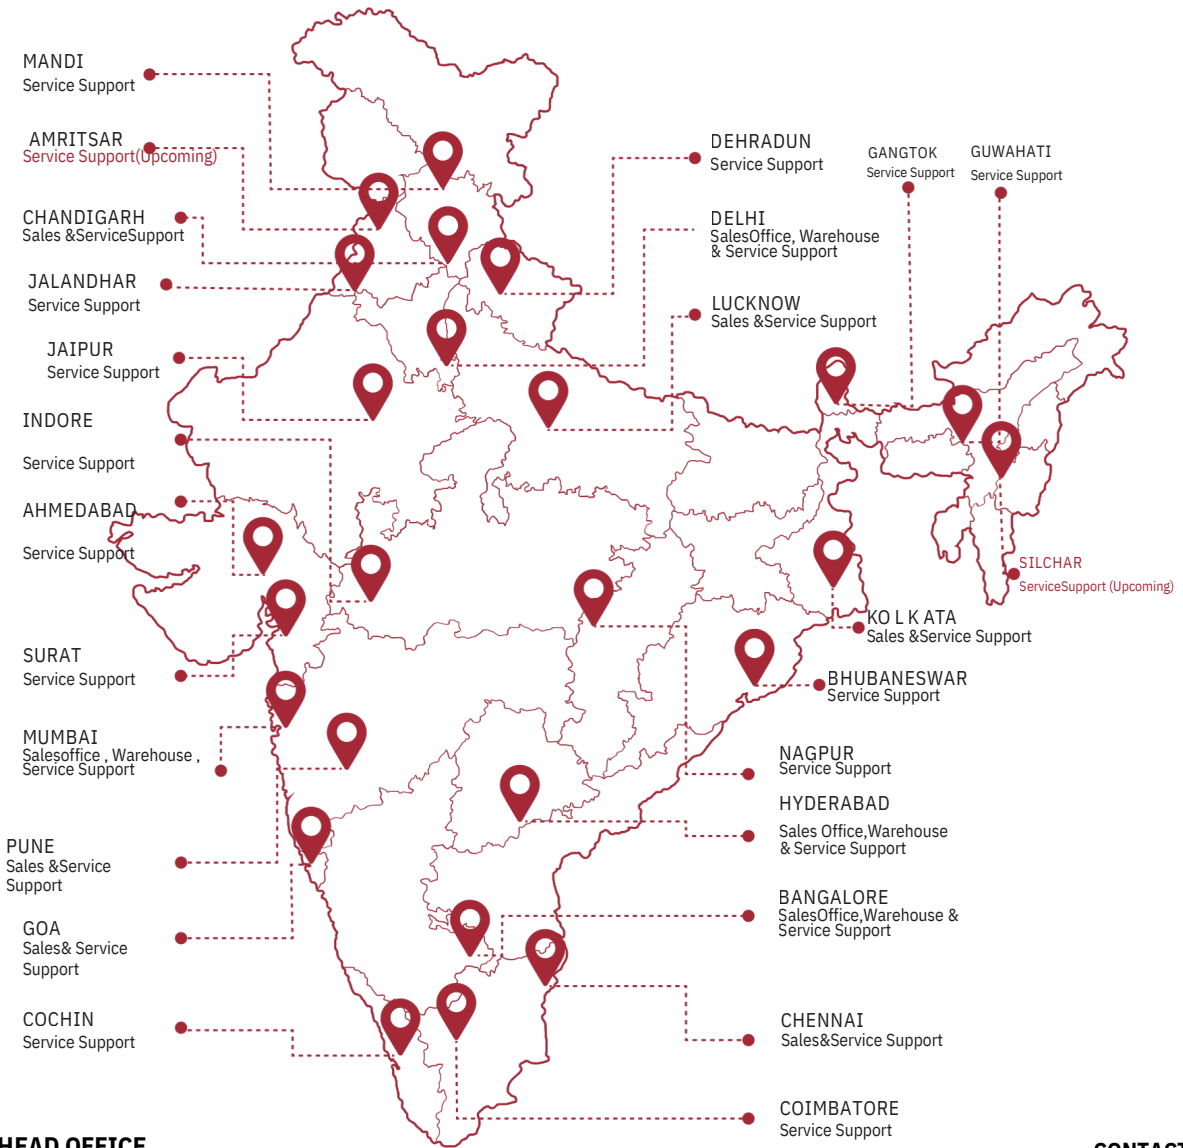 MANDI
Service Support
AMRITSAR
Service Support(Upcoming)
CHANDIGARH
Sales &ServiceSupport
JALANDHAR
Service Support
JAIPUR
Service Support
INDORE
Service Support
AHMEDABAD
Service Support
SURAT
Service Support
MUMBAI
Salesoffice , Warehouse ,
Service Support
PUNE
Sales &Service
Support
GOA
Sales& Service
Support
COCHIN
Service Support
DEHRADUN
Service Support
DELHI
SalesOffice, Warehouse
& Service Support
LUCKNOW
Sales &Service Support
GANGTOK
Service Support
GUWAHATI
Service Support
SILCHAR
ServiceSupport (Upcoming)
KOLKATA
Sales &Service Support
BHUBANESWAR
Service Support
NAGPUR
Service Support
HYDERABAD
Sales Office,Warehouse
& Service Support
BANGALORE
SalesOffice,Warehouse &
Service Support
CHENNAI
Sales&Service Support
COIMBATORE
Service Support
HEAD OFFICE
CONTACT